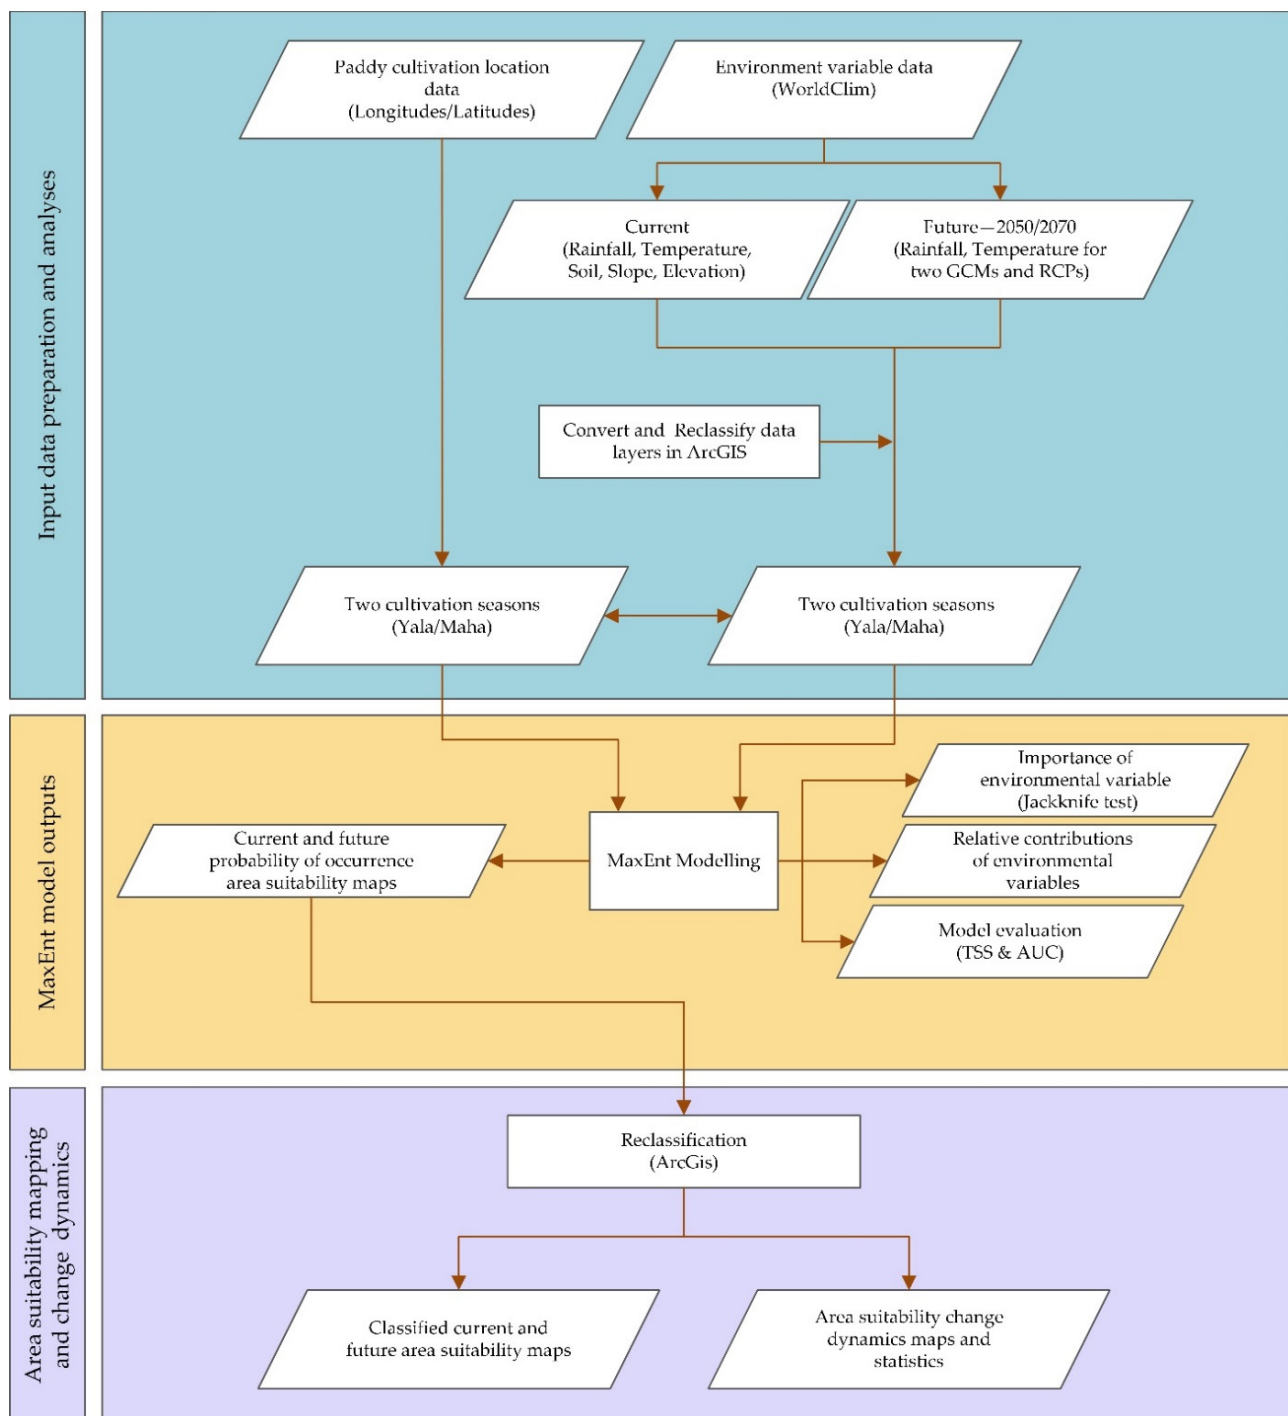 Input data preparation and analyses
Paddy cultivation location
data
(Longitudes/Latitudes)
Environment variable data
(WorldClim)
Current
(Rainfall, Temperature,
Soil, Slope, Elevation)
Future—2050/2070
(Rainfall, Temperature for
two GCMs and RCPs)
Convert and Reclassify data
layers in ArcGIS
Two cultivation seasons
(Yala/Maha)
Two cultivation seasons
(Yala/Maha)
MaxEnt model outputs
Current and future
probability of occurrence
area suitability maps
MaxEnt Modelling
Importance of
environmental variable
(Jackknife test)
Relative contributions
of environmental
variables
Model evaluation
(TSS & AUC)
Area suitability mapping
and change dynamics
Reclassification
(ArcGis)
Classified current and
future area suitability maps
Area suitability change
dynamics maps and
statistics